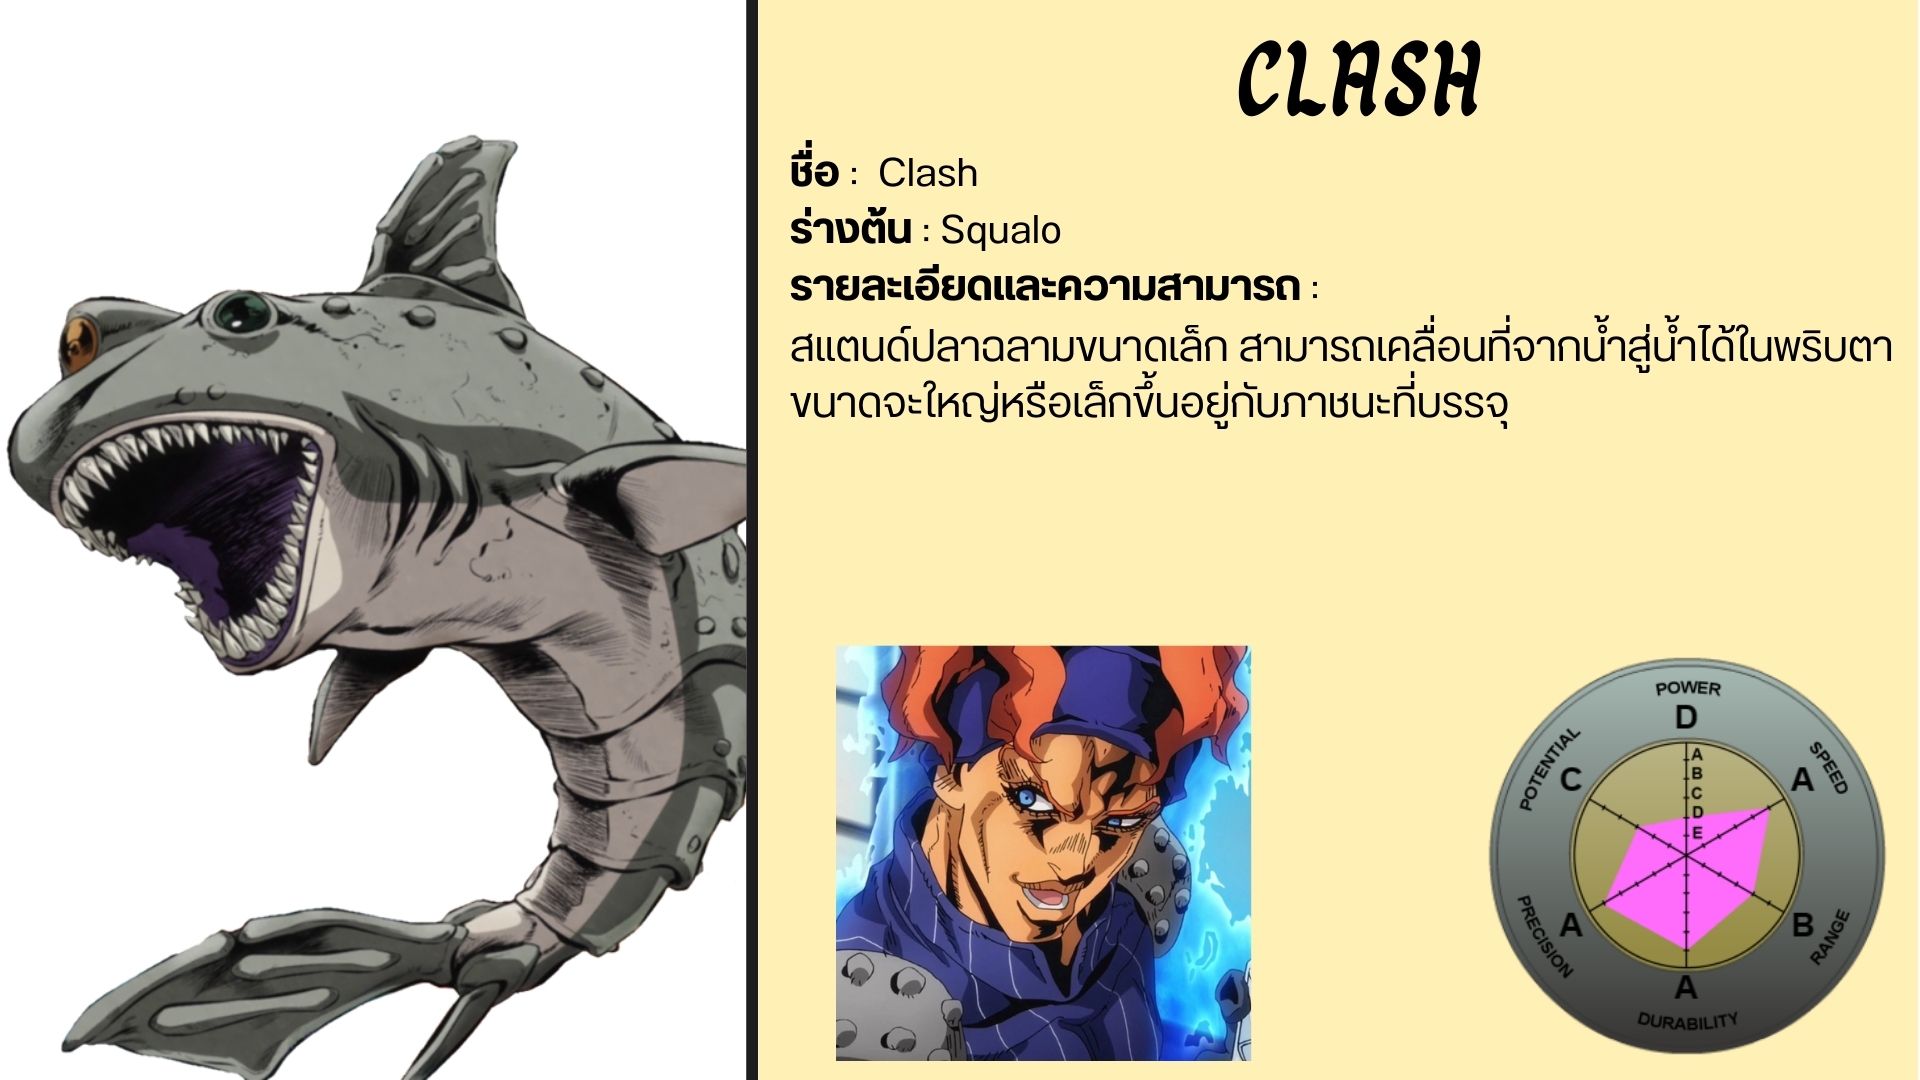 CLASH
ชื่อ : Clash
ร่างต้น : Squalo
รายละเอียดและความสามารถ :
สแตนด์ปลาฉลามขนาดเล็ก สามารถเคลื่อนที่จากน้ำสู่น้ำได้ในพริบตา
ขนาดจะใหญ่หรือเล็กขึ้นอยู่กับภาชนะที่บรรจุ
POWER
D
SPEED
A
RANGE
B
DURABILITY
A
PRECISION
A
POTENTIAL
C
A
B
C
D
E